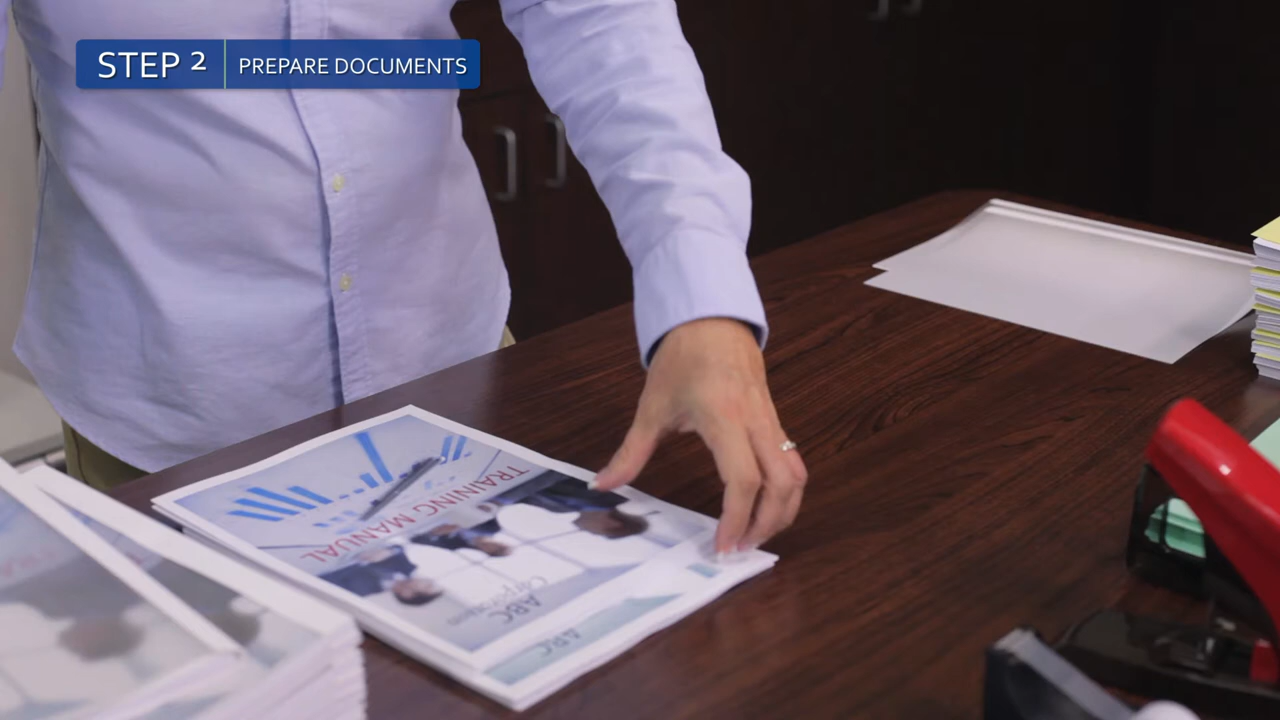 STEP 2
PREPARE DOCUMENTS
TRAINING MANUAL
ABC
Corporation
ABC